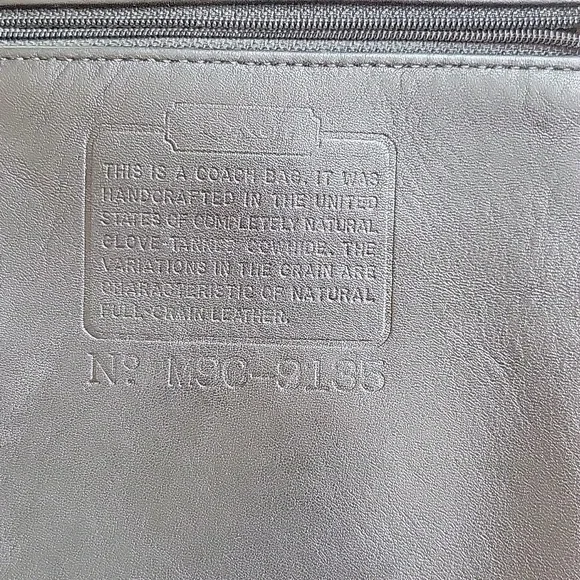 COACH
THIS IS A COACH BAG. IT WAS
HANDCRAFTED IN THE UNITED
STATES OF COMPLETELY NATURAL
GLOVE-TANNED COWHIDE. THE
VARIATIONS IN THE GRAIN ARE
CHARACTERISTIC OF NATURAL
FULL-GRAIN LEATHER.
Nº M9C-9135